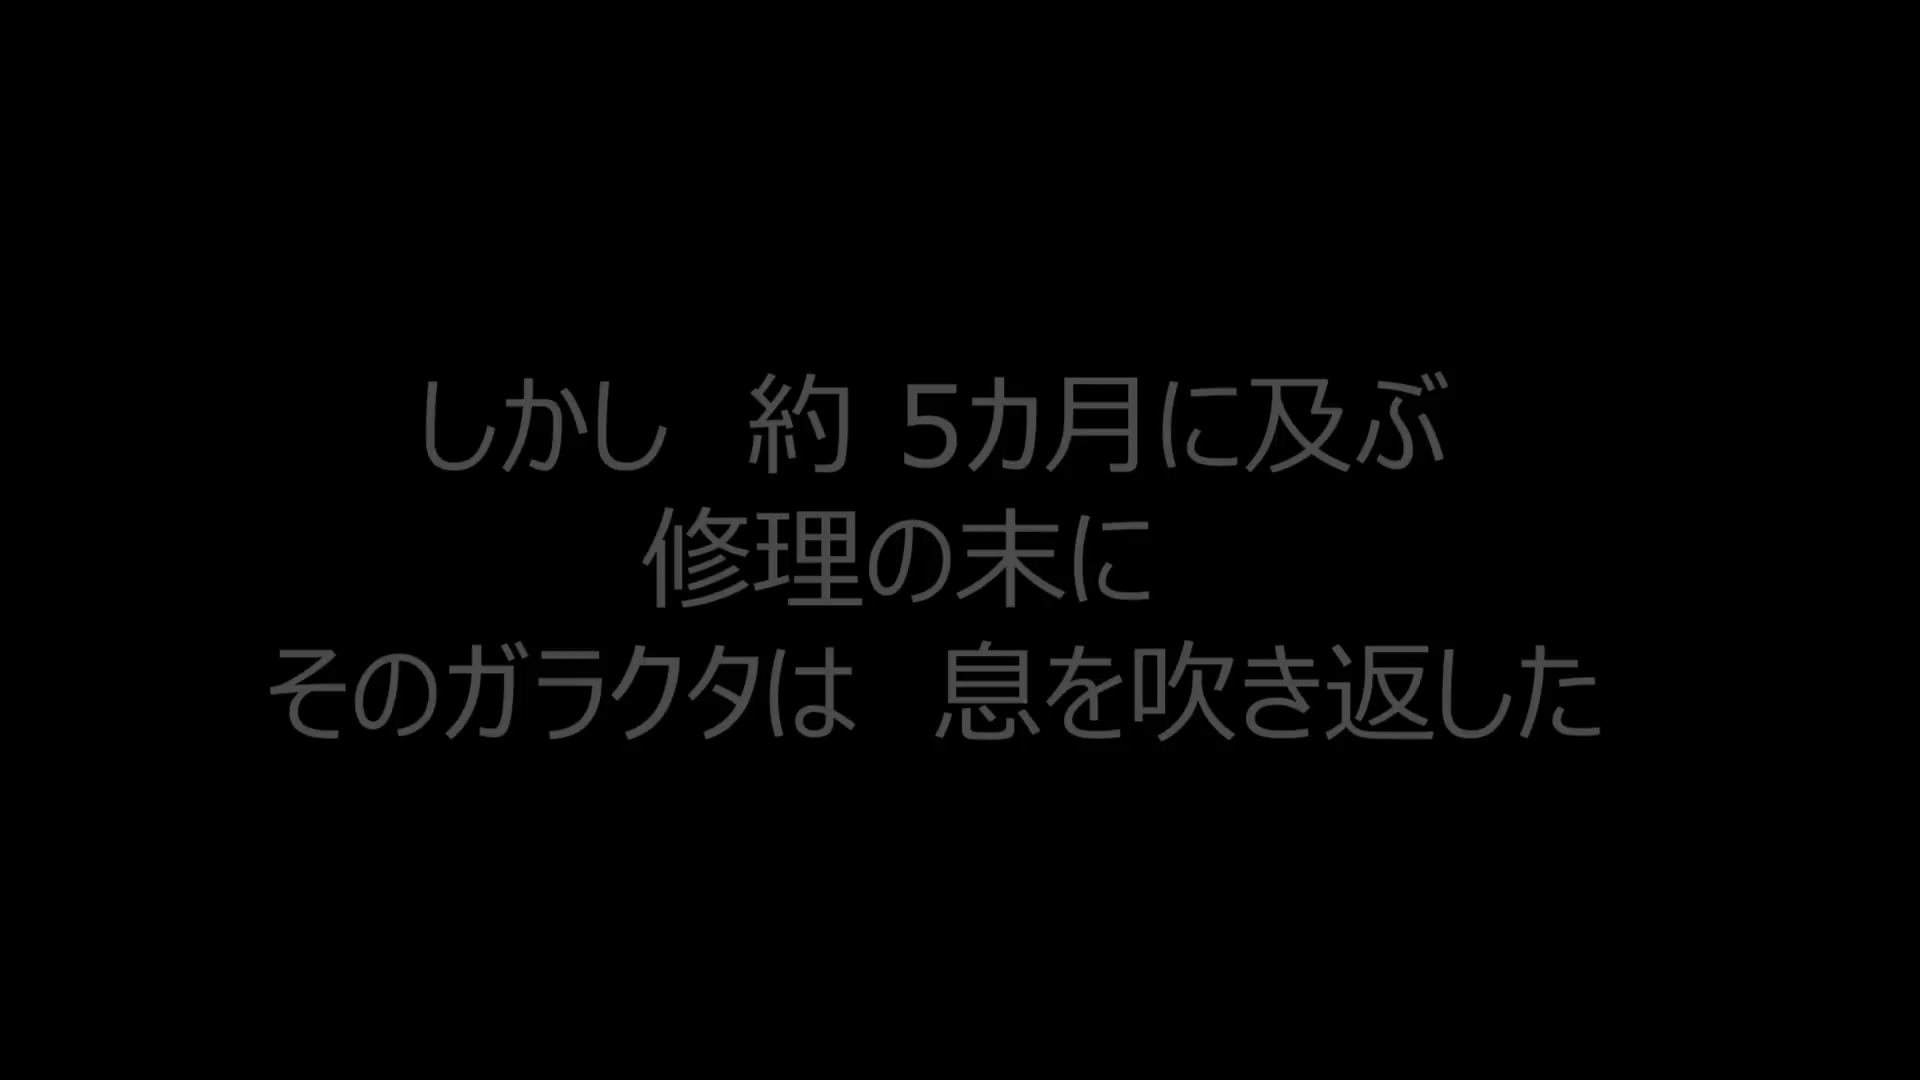 しかし　約 5カ月に及ぶ
修理の末に
そのガラクタは　息を吹き返した